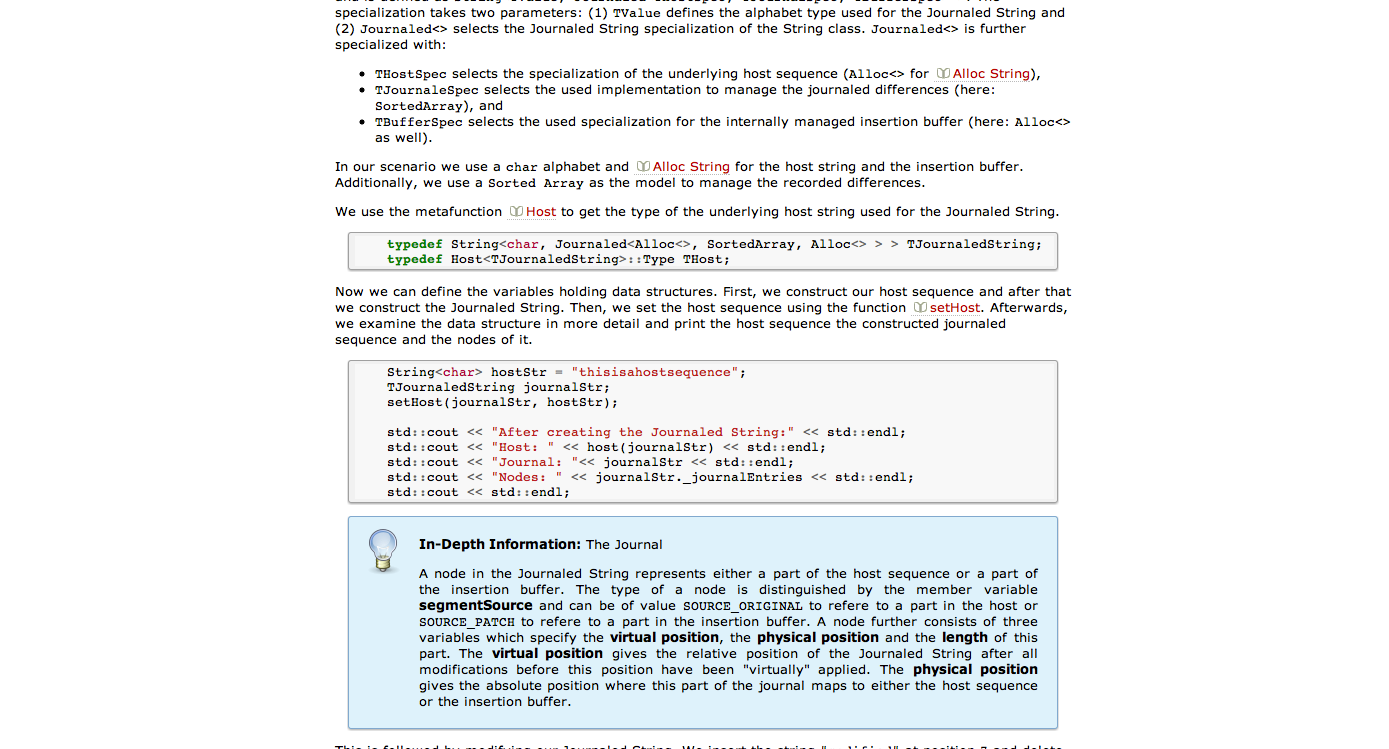 specialization takes two parameters: (1) TValue defines the alphabet type used for the Journaled String and
(2) Journaled<> selects the Journaled String specialization of the String class. Journaled<> is further
specialized with:
• THostSpec selects the specialization of the underlying host sequence (Alloc<> for Alloc String),
• TJournaleSpec selects the used implementation to manage the journaled differences (here:
SortedArray), and
• TBufferSpec selects the used specialization for the internally managed insertion buffer (here: Alloc<>
as well).
In our scenario we use a char alphabet and Alloc String for the host string and the insertion buffer.
Additionally, we use a Sorted Array as the model to manage the recorded differences.
We use the metafunction Host to get the type of the underlying host string used for the Journaled String.
typedef String<char, Journaled<Alloc<>, SortedArray, Alloc<> > > TJournaledString;
typedef Host<TJournaledString>::Type THost;
Now we can define the variables holding data structures. First, we construct our host sequence and after that
we construct the Journaled String. Then, we set the host sequence using the function setHost. Afterwards,
we examine the data structure in more detail and print the host sequence the constructed journaled
sequence and the nodes of it.
String<char> hostStr = "thisisahostsequence";
TJournaledString journalStr;
setHost(journalStr, hostStr);
std::cout << "After creating the Journaled String:" << std::endl;
std::cout << "Host: " << host(journalStr) << std::endl;
std::cout << "Journal: "<< journalStr << std::endl;
std::cout << "Nodes: " << journalStr._journalEntries << std::endl;
std::cout << std::endl;
In-Depth Information: The Journal
A node in the Journaled String represents either a part of the host sequence or a part of
the insertion buffer. The type of a node is distinguished by the member variable
segmentSource and can be of value SOURCE_ORIGINAL to refere to a part in the host or
SOURCE_PATCH to refere to a part in the insertion buffer. A node further consists of three
variables which specify the virtual position, the physical position and the length of this
part. The virtual position gives the relative position of the Journaled String after all
modifications before this position have been "virtually" applied. The physical position
gives the absolute position where this part of the journal maps to either the host sequence
or the insertion buffer.